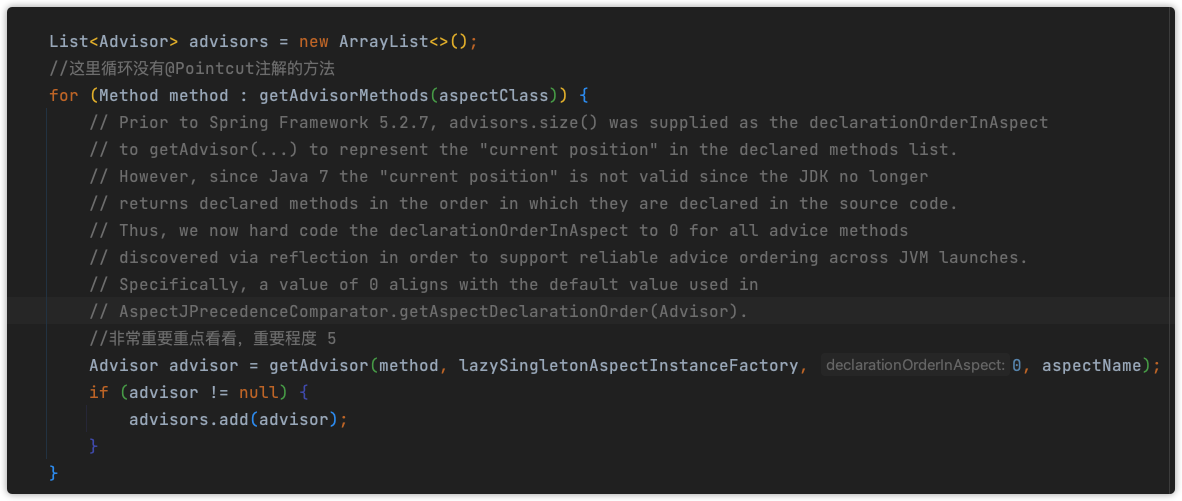 List<Advisor> advisors = new ArrayList<>();
//这里循环没有@Pointcut注解的方法
for (Method method : getAdvisorMethods(aspectClass)) {
// Prior to Spring Framework 5.2.7, advisors.size() was supplied as the declarationOrderInAspect
// to getAdvisor(...) to represent the "current position" in the declared methods list.
// However, since Java 7 the "current position" is not valid since the JDK no longer
// returns declared methods in the order in which they are declared in the source code.
// Thus, we now hard code the declarationOrderInAspect to 0 for all advice methods
// discovered via reflection in order to support reliable advice ordering across JVM launches.
// Specifically, a value of 0 aligns with the default value used in
// AspectJPrecedenceComparator.getAspectDeclarationOrder(Advisor).
//非常重要重点看看，重要程度 5
Advisor advisor = getAdvisor(method, lazySingletonAspectInstanceFactory, declarationOrderInAspect: 0, aspectName);
if (advisor != null) {
advisors.add(advisor);
}
}